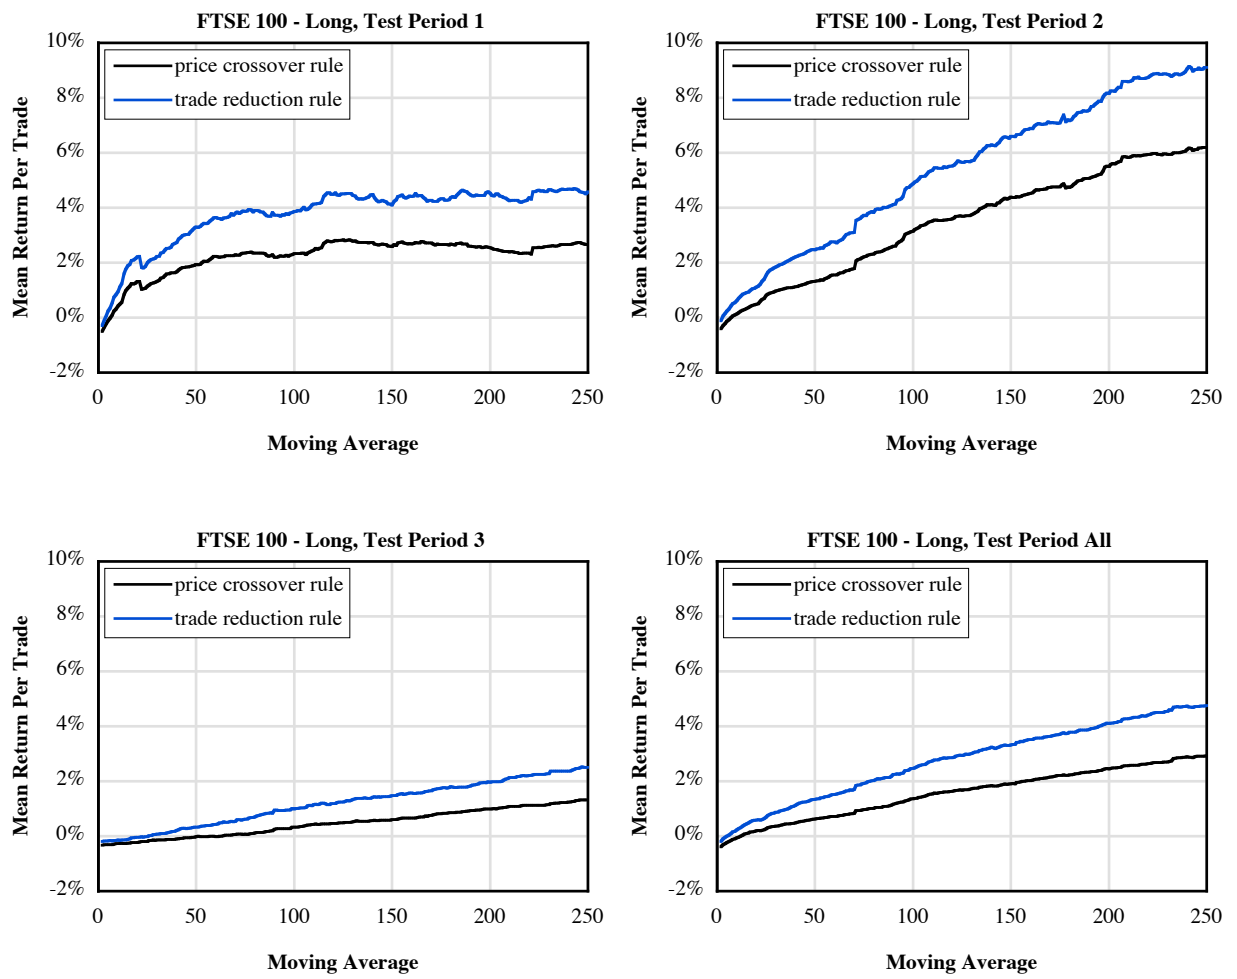 FTSE 100 - Long, Test Period 1
Mean Return Per Trade
10%
8%
6%
4%
2%
0%
-2%
price crossover rule
trade reduction rule
0 50 100 150 200 250
Moving Average
FTSE 100 - Long, Test Period 2
Mean Return Per Trade
10%
8%
6%
4%
2%
0%
-2%
price crossover rule
trade reduction rule
0 50 100 150 200 250
Moving Average
FTSE 100 - Long, Test Period 3
Mean Return Per Trade
10%
8%
6%
4%
2%
0%
-2%
price crossover rule
trade reduction rule
0 50 100 150 200 250
Moving Average
FTSE 100 - Long, Test Period All
Mean Return Per Trade
10%
8%
6%
4%
2%
0%
-2%
price crossover rule
trade reduction rule
0 50 100 150 200 250
Moving Average